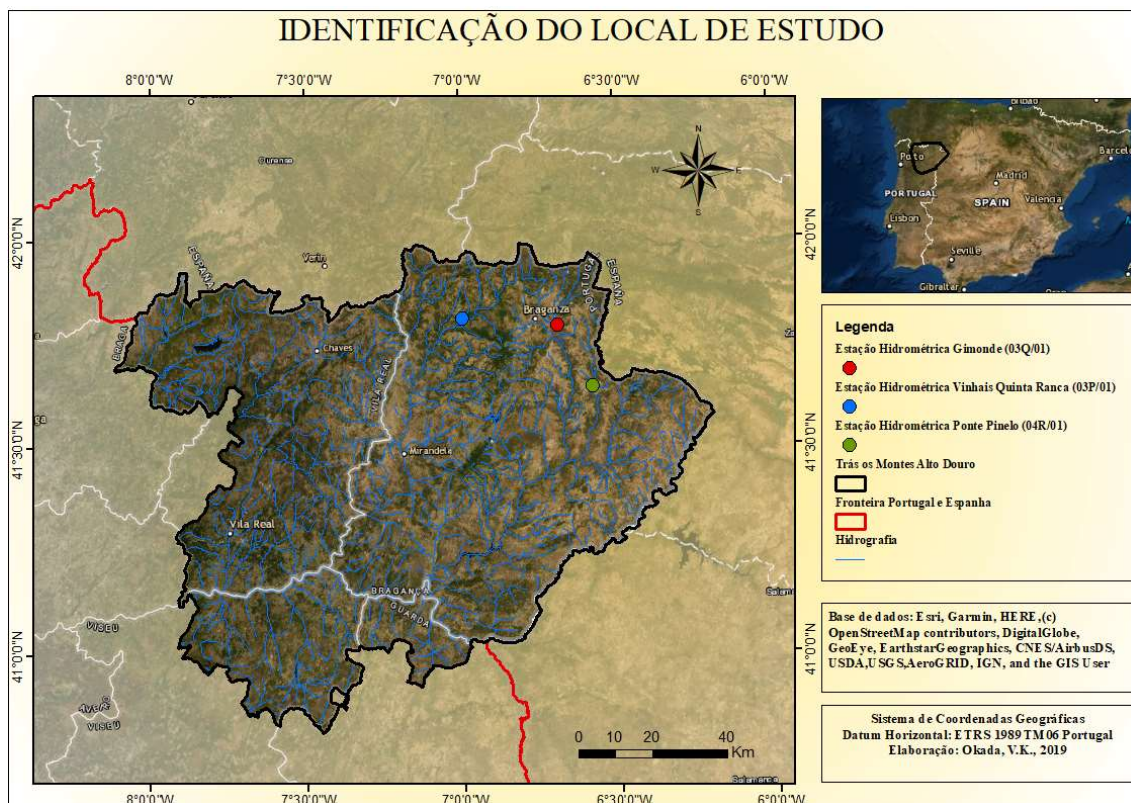 IDENTIFICAÇÃO DO LOCAL DE ESTUDO
8°0'0"W
7°30'0"W
7°0'0"W
6°30'0"W
6°0'0"W
42°0'0"N
42°0'0"N
41°30'0"N
41°30'0"N
41°0'0"N
41°0'0"N
Ourense
N
W
E
S
Verin
ESPAÑA
BRAGA
Chaves
VILA REAL
Braganza
PORTUGA
ESPAÑA
Mirandela
Vila Real
BRAGANÇA
GUARDA
VISEU
VISEU
Salamanca
0 10 20 40
Km
8°0'0"W
7°30'0"W
7°0'0"W
6°30'0"W
6°0'0"W
Bilbao
Porto
Barcel
Madrid
PORTUGAL
SPAIN
Valencia
Lisbon
Seville
Gibraltar
Legenda
Estação Hidrométrica Gimonde (03Q/01)
Estação Hidrométrica Vinhais Quinta Ranca (03P/01)
Estação Hidrométrica Ponte Pinelo (04R/01)
Trás os Montes Alto Douro
Fronteira Portugal e Espanha
Hidrografia
Base de dados: Esri, Garmin, HERE,(c)
OpenStreetMap contributors, DigitalGlobe,
GeoEye, EarthstarGeographics, CNES/AirbusDS,
USDA,USGS,AeroGRID, IGN, and the GIS User
Sistema de Coordenadas Geográficas
Datum Horizontal: ETRS 1989 TM06 Portugal
Elaboração: Okada, V.K., 2019